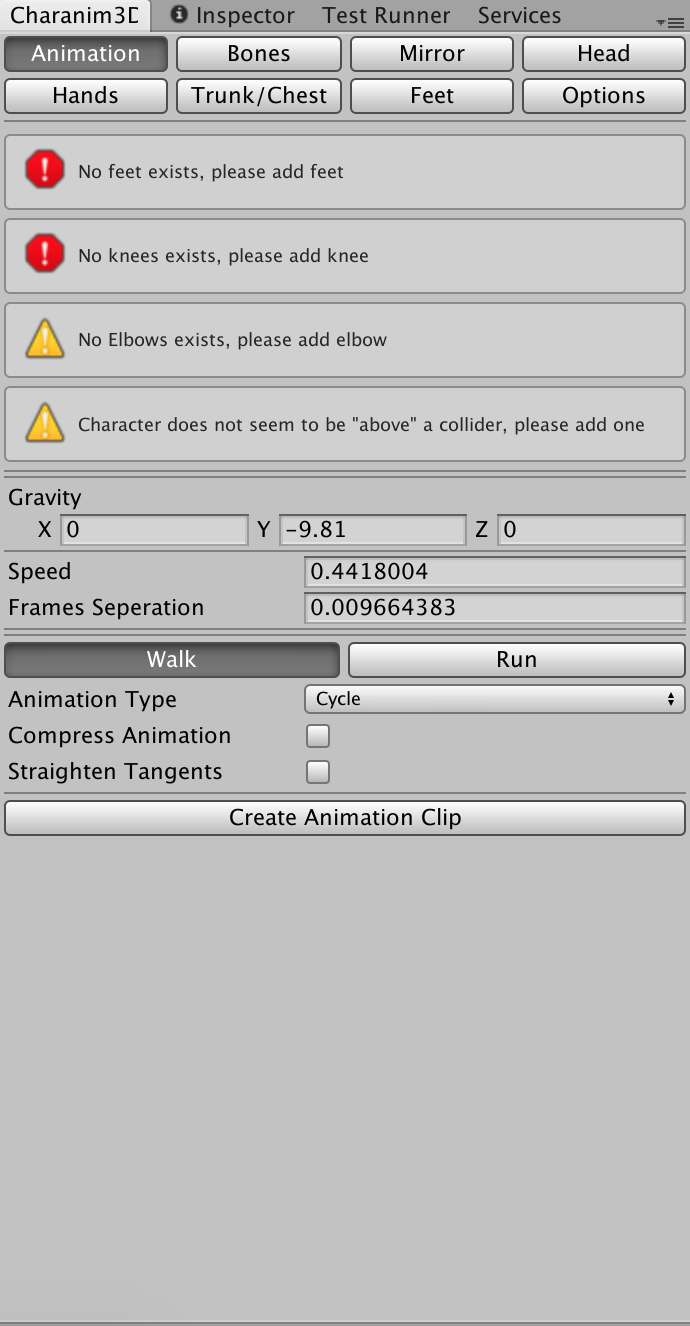 Charanim3D Inspector Test Runner Services
Animation Bones Mirror Head
Hands Trunk/Chest Feet Options
No feet exists, please add feet
No knees exists, please add knee
No Elbows exists, please add elbow
Character does not seem to be "above" a collider, please add one
Gravity
X 0 Y -9.81 Z 0
Speed 0.4418004
Frames Seperation 0.009664383
Walk Run
Animation Type Cycle
Compress Animation
Straighten Tangents
Create Animation Clip